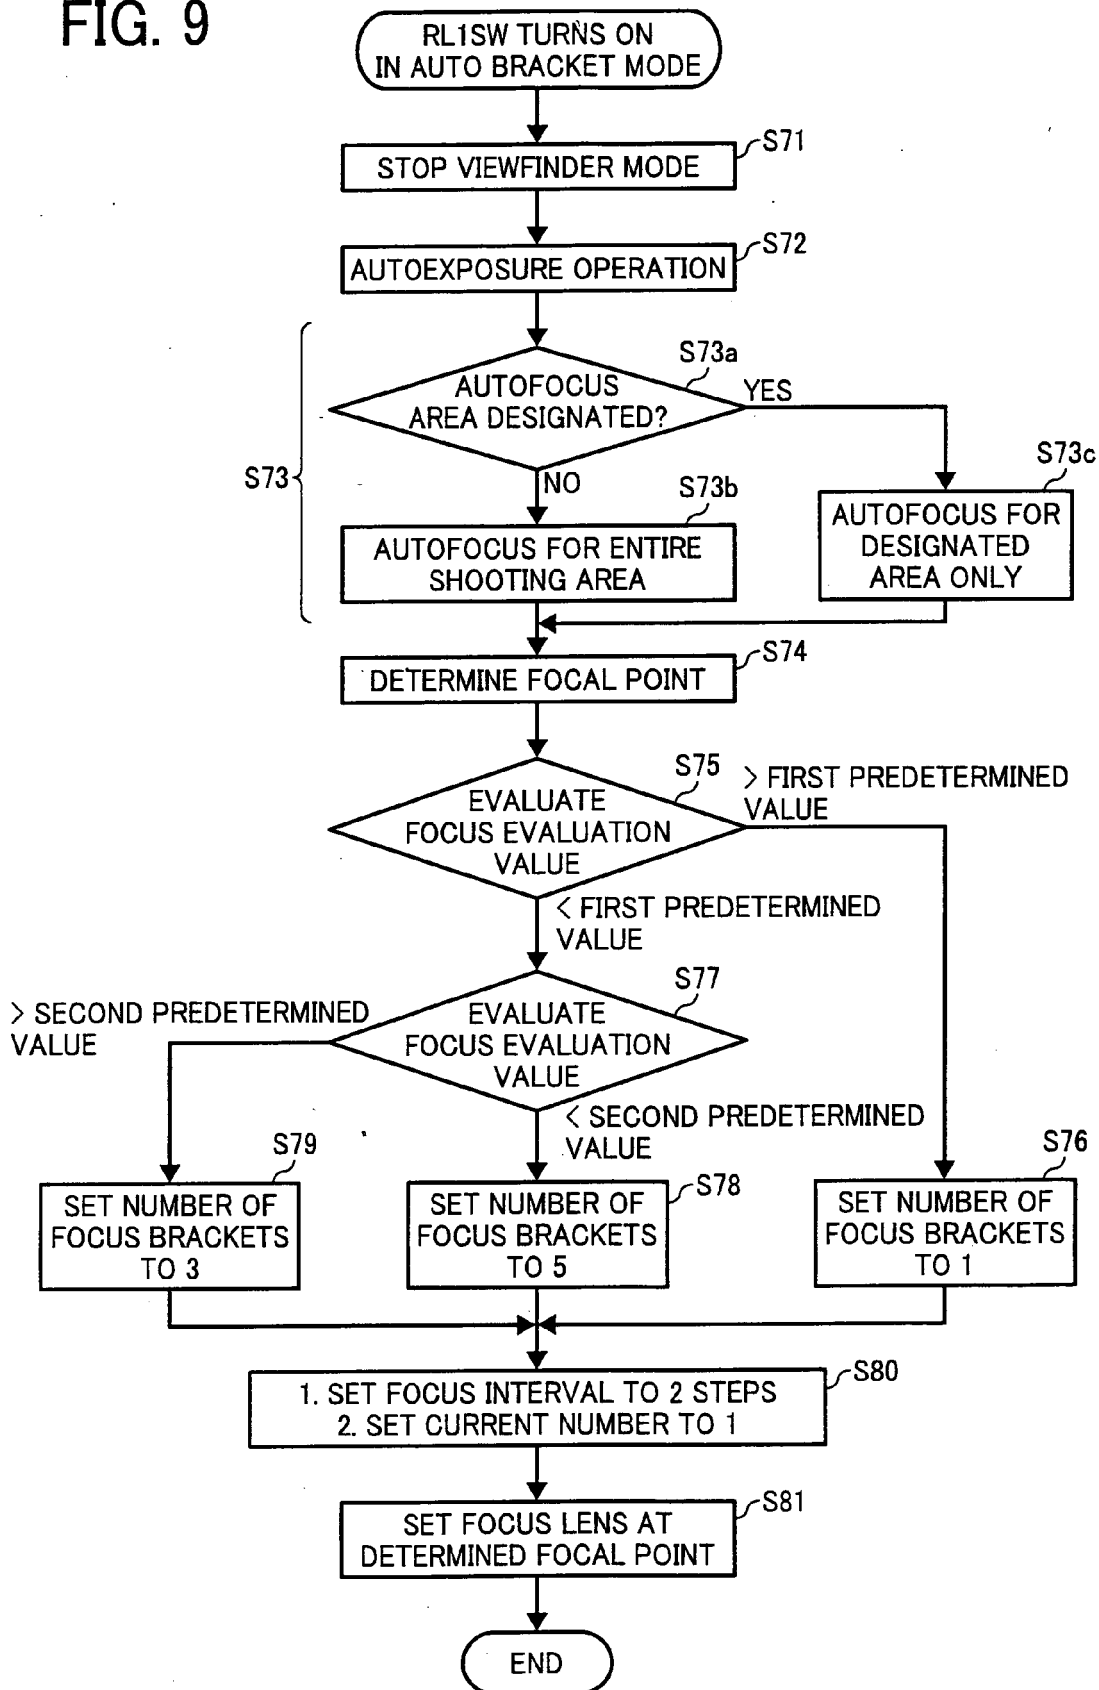 FIG. 9
RL1SW TURNS ON
IN AUTO BRACKET MODE
S71
STOP VIEWFINDER MODE
S72
AUTOEXPOSURE OPERATION
S73
S73a
AUTOFOCUS
AREA DESIGNATED?
YES
NO
S73b
AUTOFOCUS FOR ENTIRE
SHOOTING AREA
S73c
AUTOFOCUS FOR
DESIGNATED
AREA ONLY
S74
DETERMINE FOCAL POINT
S75
EVALUATE
FOCUS EVALUATION
VALUE
> FIRST PREDETERMINED
VALUE
< FIRST PREDETERMINED
VALUE
S77
EVALUATE
FOCUS EVALUATION
VALUE
> SECOND PREDETERMINED
VALUE
< SECOND PREDETERMINED
VALUE
S79
SET NUMBER OF
FOCUS BRACKETS
TO 3
S78
SET NUMBER OF
FOCUS BRACKETS
TO 5
S76
SET NUMBER OF
FOCUS BRACKETS
TO 1
S80
1. SET FOCUS INTERVAL TO 2 STEPS
2. SET CURRENT NUMBER TO 1
S81
SET FOCUS LENS AT
DETERMINED FOCAL POINT
END